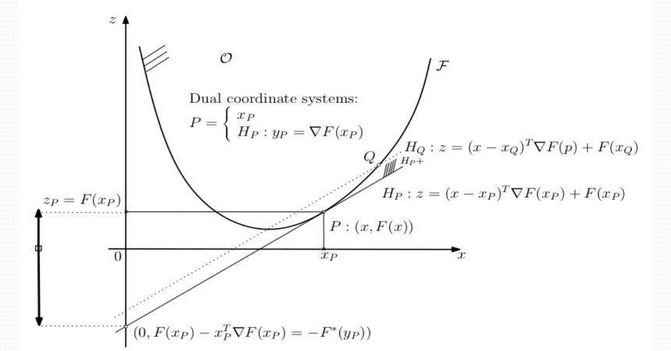 z
𝒪
ℱ
Dual coordinate systems:
P = { x_P
H_P : y_P = ∇F(x_P)
Q
H_Q : z = (x − x_Q)^T ∇F(p) + F(x_Q)
H_P+
z_P = F(x_P)
H_P : z = (x − x_P)^T ∇F(x_P) + F(x_P)
P : (x, F(x))
0
x_P
x
(0, F(x_P) − x_P^T ∇F(x_P) = −F*(y_P))